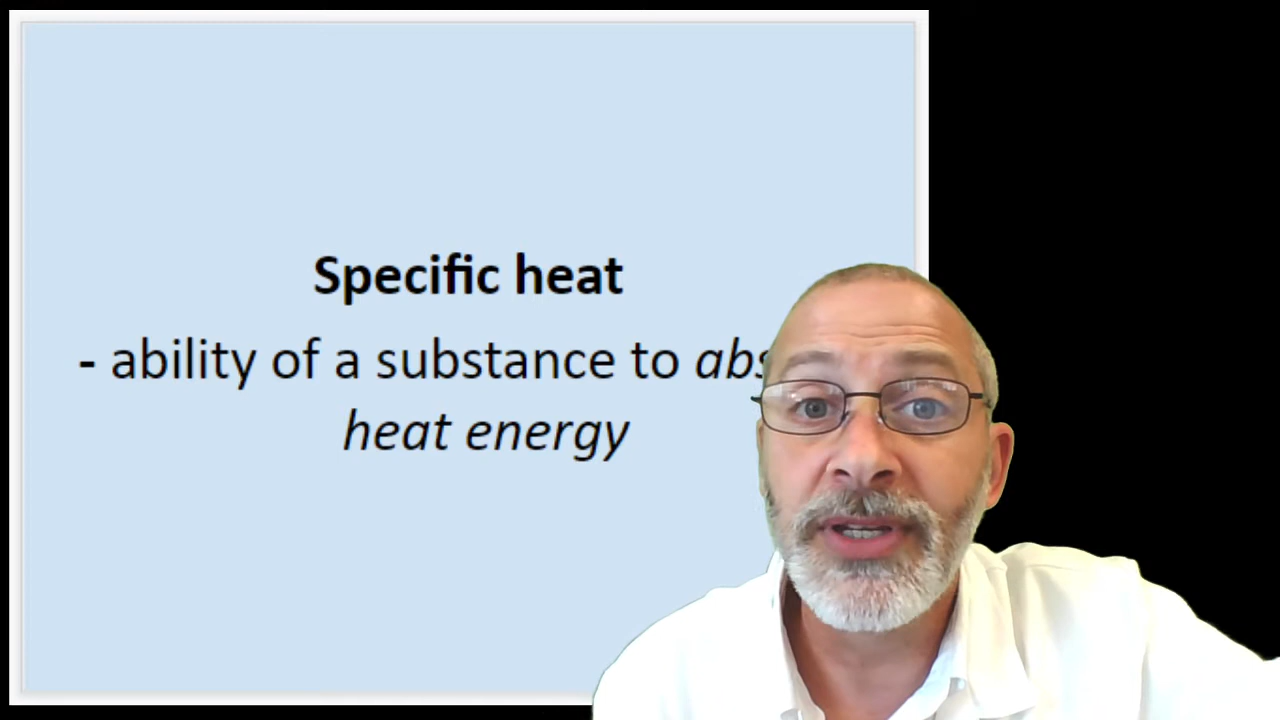 Specific heat
- ability of a substance to
heat energy